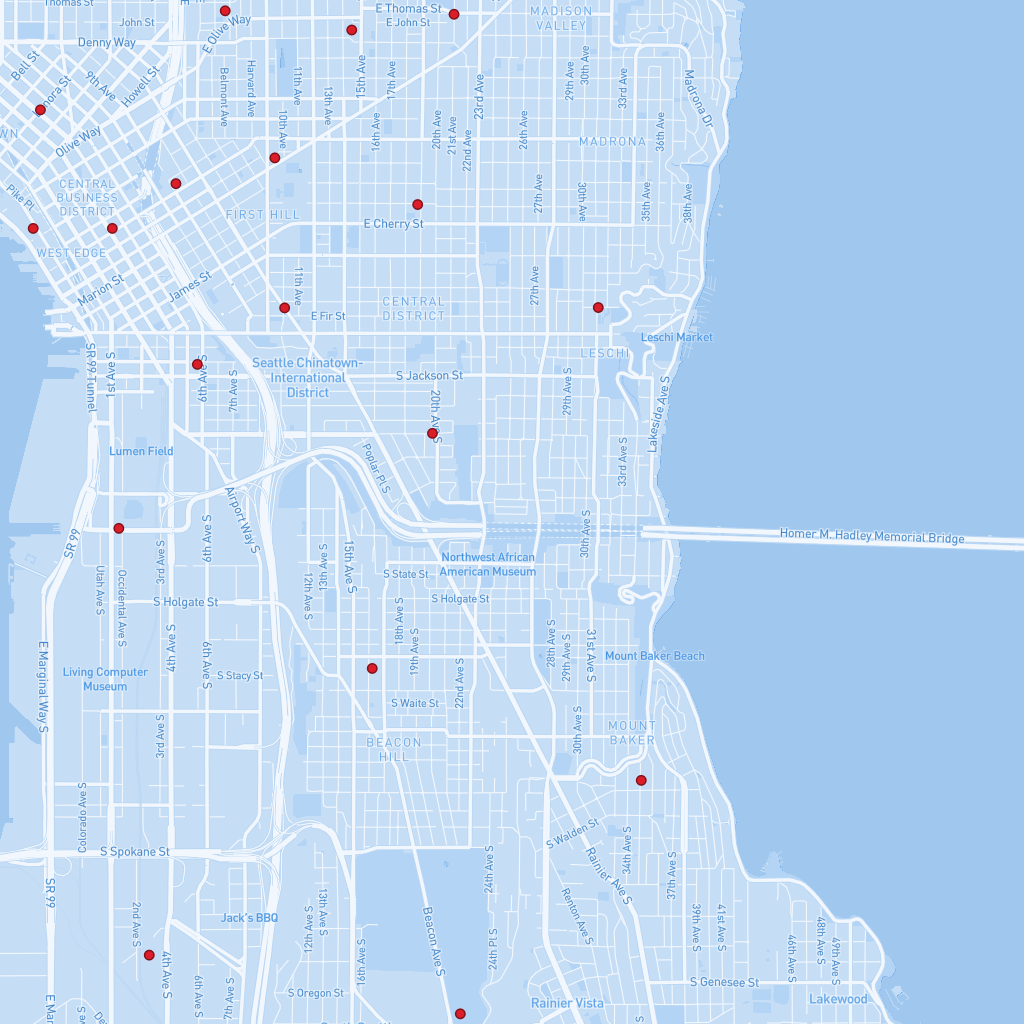 Thomas St
John St
Denny Way
E Olive Way
E Thomas St
E John St
MADISON
VALLEY
Bell St
9th Ave
Howell St
Belmont Ave
Harvard Ave
11th Ave
13th Ave
15th Ave
17th Ave
23rd Ave
29th Ave
30th Ave
33rd Ave
Madrona Dr
Olive Way
10th Ave
16th Ave
20th Ave
21st Ave
22nd Ave
26th Ave
MADRONA
36th Ave
Pike Pl
CENTRAL
BUSINESS
DISTRICT
FIRST HILL
E Cherry St
27th Ave
30th Ave
35th Ave
38th Ave
WEST EDGE
Marion St
James St
11th Ave
E Fir St
CENTRAL
DISTRICT
27th Ave
Leschi Market
LESCHI
SR 99 Tunnel
1st Ave S
6th Ave S
7th Ave S
Seattle Chinatown-
International
District
S Jackson St
20th Ave S
29th Ave S
Lakeside Ave S
Lumen Field
Poplar Pl S
33rd Ave S
Airport Way S
SR 99
6th Ave S
3rd Ave S
30th Ave S
Homer M. Hadley Memorial Bridge
Northwest African
American Museum
Utah Ave S
Occidental Ave S
12th Ave S
13th Ave S
15th Ave S
S State St
S Holgate St
S Holgate St
18th Ave S
19th Ave S
28th Ave S
29th Ave S
31st Ave S
Mount Baker Beach
E Marginal Way S
4th Ave S
6th Ave S
Living Computer
Museum
S Stacy St
22nd Ave S
S Waite St
3rd Ave S
BEACON
HILL
30th Ave S
MOUNT
BAKER
Colorado Ave S
S Spokane St
S Walden St
Rainier Ave S
34th Ave S
37th Ave S
24th Ave S
SR 99
2nd Ave S
Jack's BBQ
12th Ave S
13th Ave S
16th Ave S
Beacon Ave S
24th Pl S
Renton Ave S
39th Ave S
41st Ave S
46th Ave S
48th Ave S
49th Ave S
4th Ave S
6th Ave S
7th Ave S
S Oregon St
S Genesee St
Rainier Vista
Lakewood